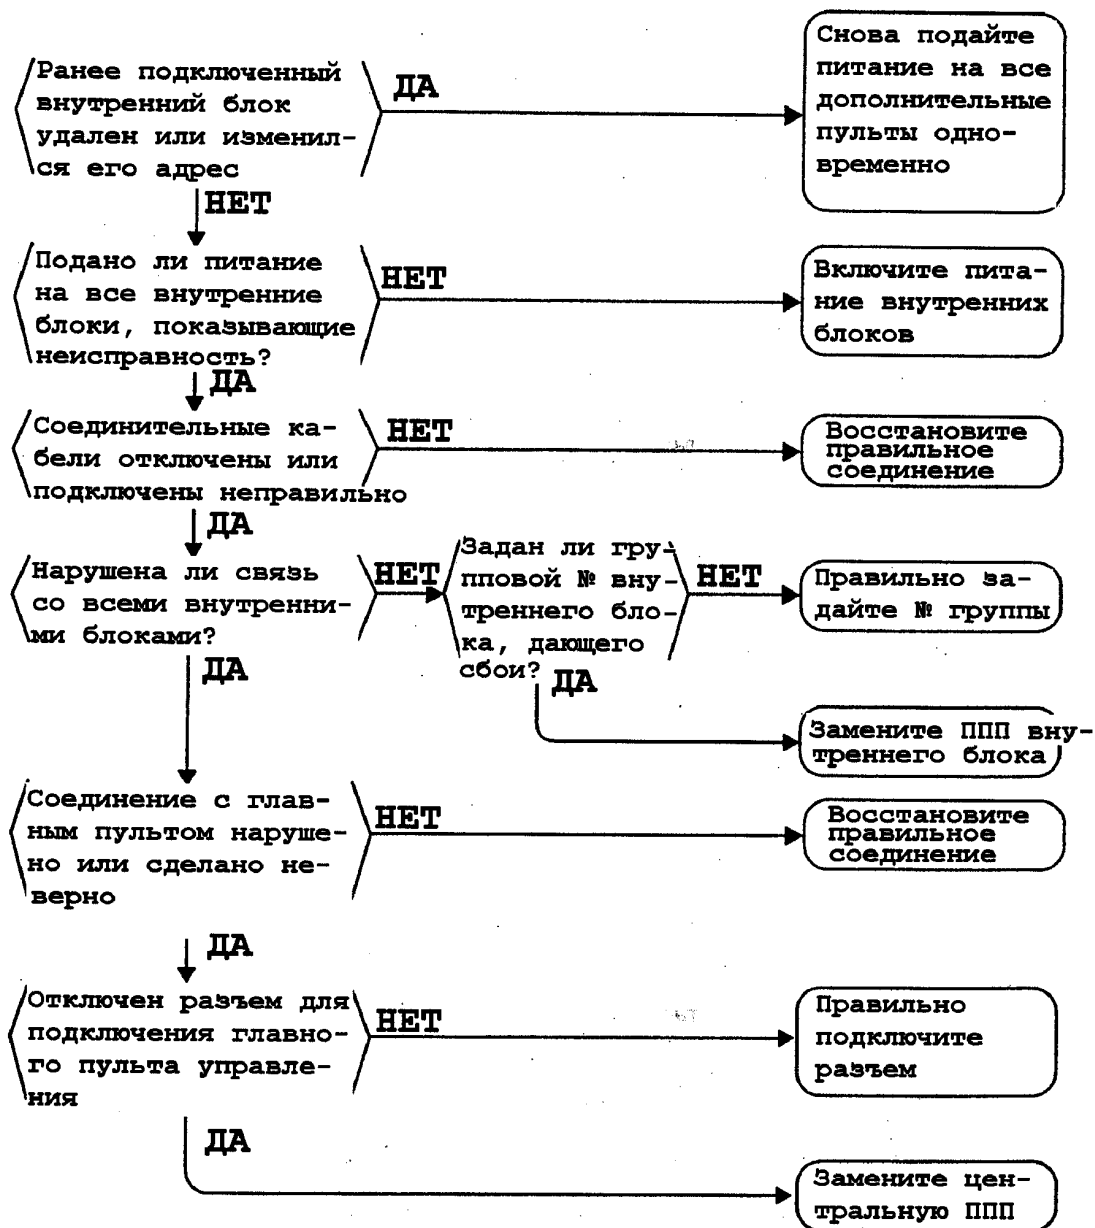 Ранее подключенный
внутренний блок
удален или изменил-
ся его адрес
ДА
Снова подайте
питание на все
дополнительные
пульты одно-
временно
НЕТ
Подано ли питание
на все внутренние
блоки, показывающие
неисправность?
НЕТ
Включите пита-
ние внутренних
блоков
ДА
Соединительные ка-
бели отключены или
подключены неправильно
НЕТ
Восстановите
правильное
соединение
ДА
Нарушена ли связь
со всеми внутренни-
ми блоками?
НЕТ
Задан ли гру-
пповой № вну-
треннего бло-
ка, дающего
сбои?
НЕТ
Правильно за-
дайте № группы
ДА
ДА
Замените ППП вну-
треннего блока
Соединение с глав-
ным пультом наруше-
но или сделано не-
верно
НЕТ
Восстановите
правильное
соединение
ДА
Отключен разъем для
подключения главно-
го пульта управле-
ния
НЕТ
Правильно
подключите
разъем
ДА
Замените цен-
тральную ППП